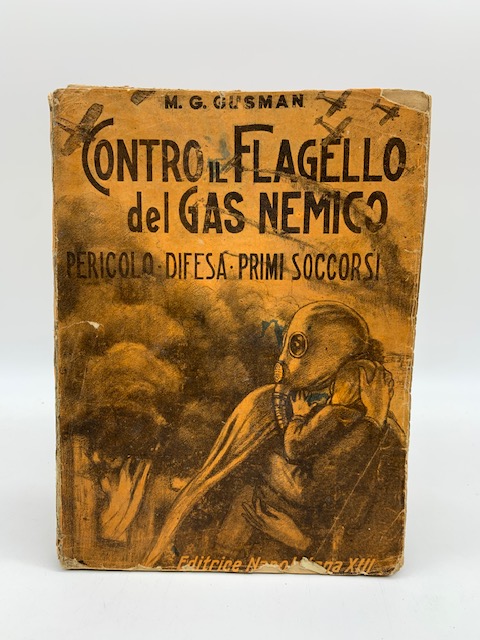 M. G. GUSMAN
CONTRO IL FLAGELLO
del GAS NEMICO
PERICOLO · DIFESA · PRIMI SOCCORSI
Editrice XIII